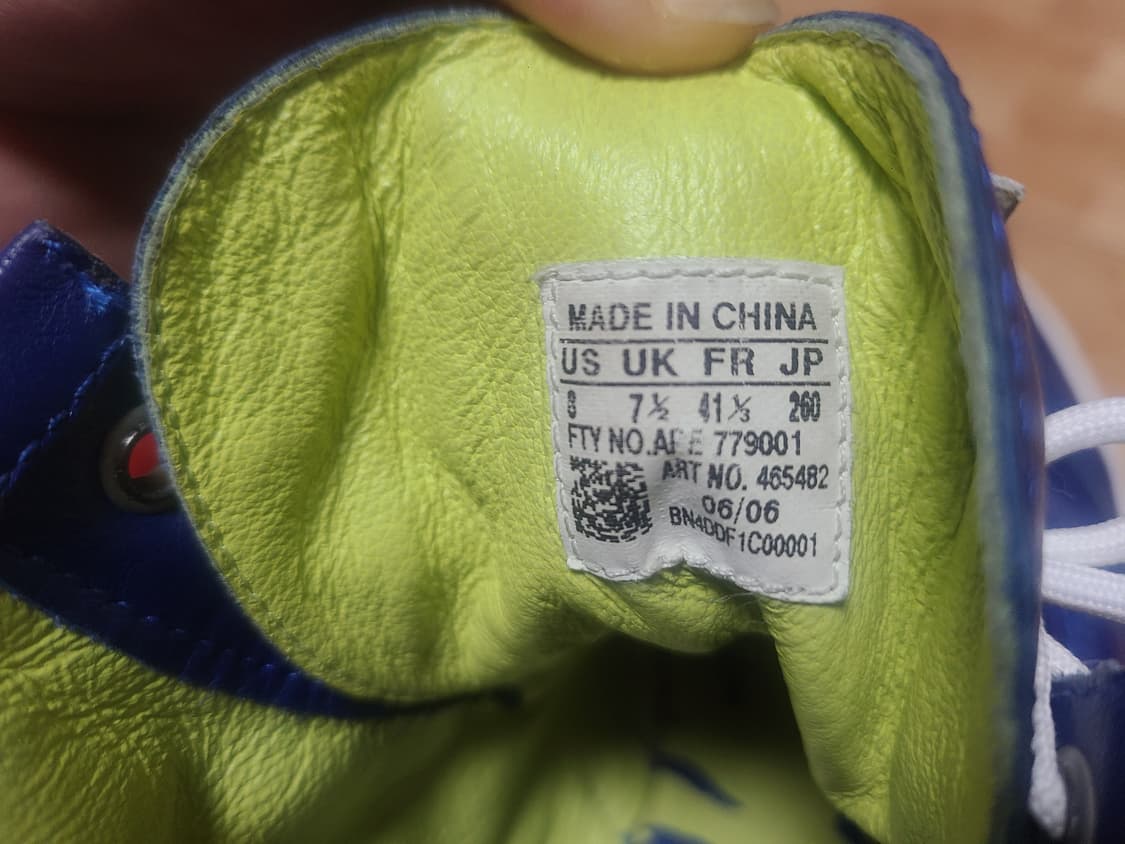 MADE IN CHINA
US UK FR JP
8 7½ 41⅓ 260
FTY NO. 779001
ART NO. 465482
06/06
BN4DDF1C00001